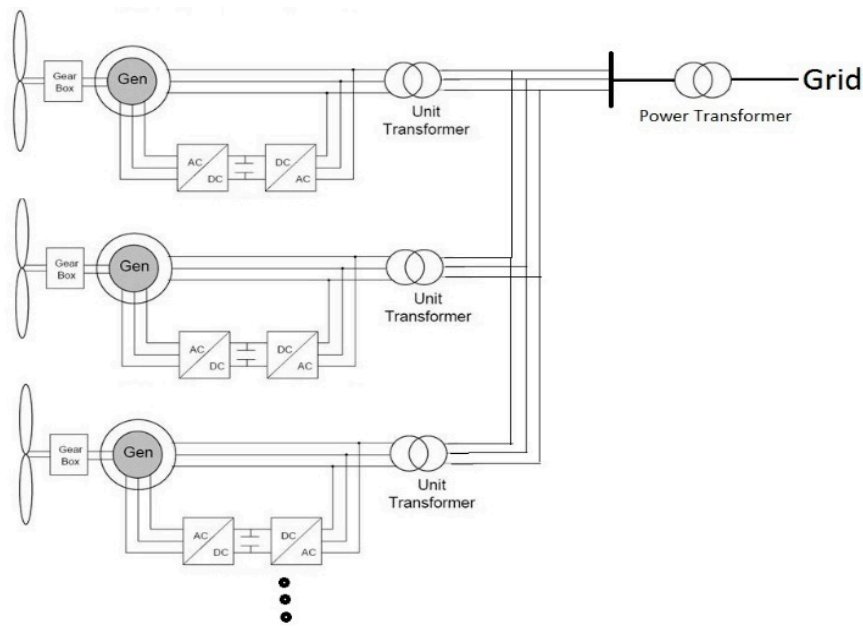 Gear
Box
Gen
Unit
Transformer
Grid
Power Transformer
AC
DC
DC
AC
Gear
Box
Gen
Unit
Transformer
AC
DC
DC
AC
Gear
Box
Gen
Unit
Transformer
AC
DC
DC
AC